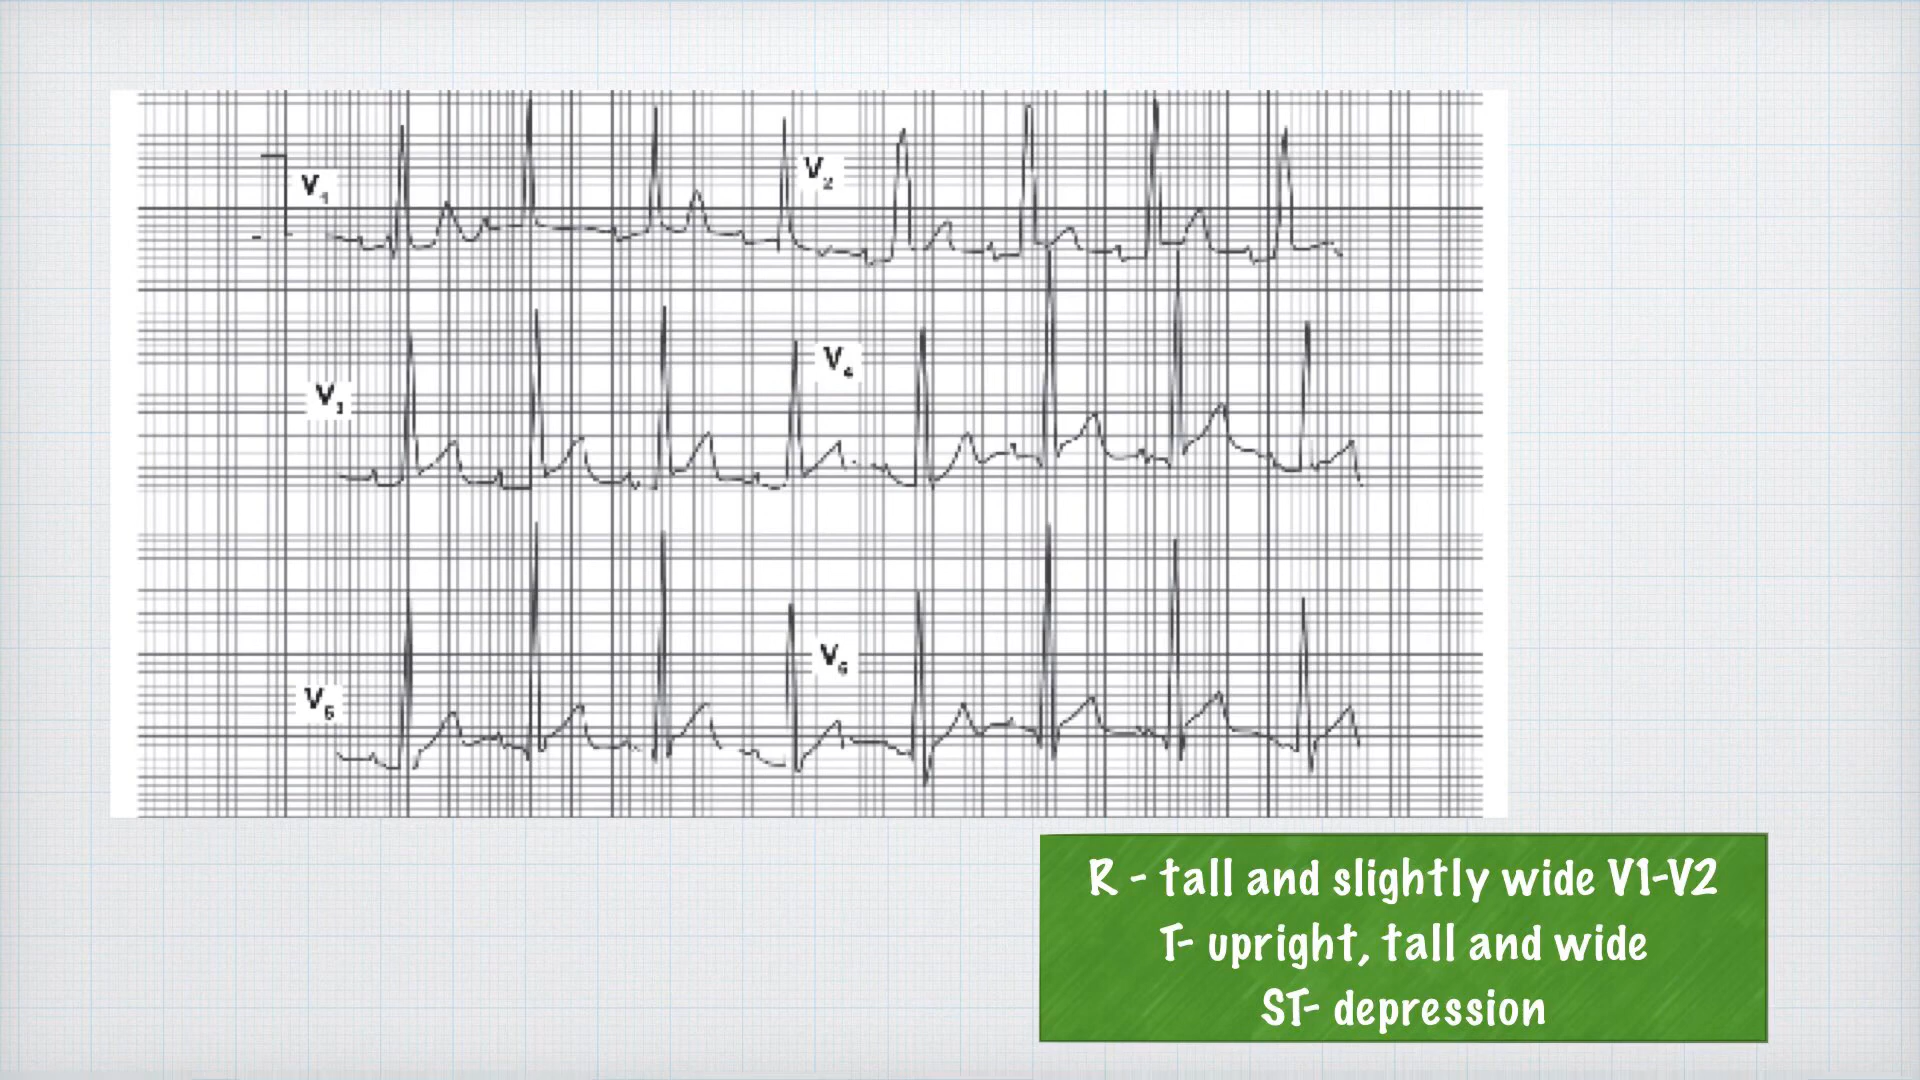 V1
V2
V3
V4
V5
V6
R - tall and slightly wide V1-V2
T- upright, tall and wide
ST- depression